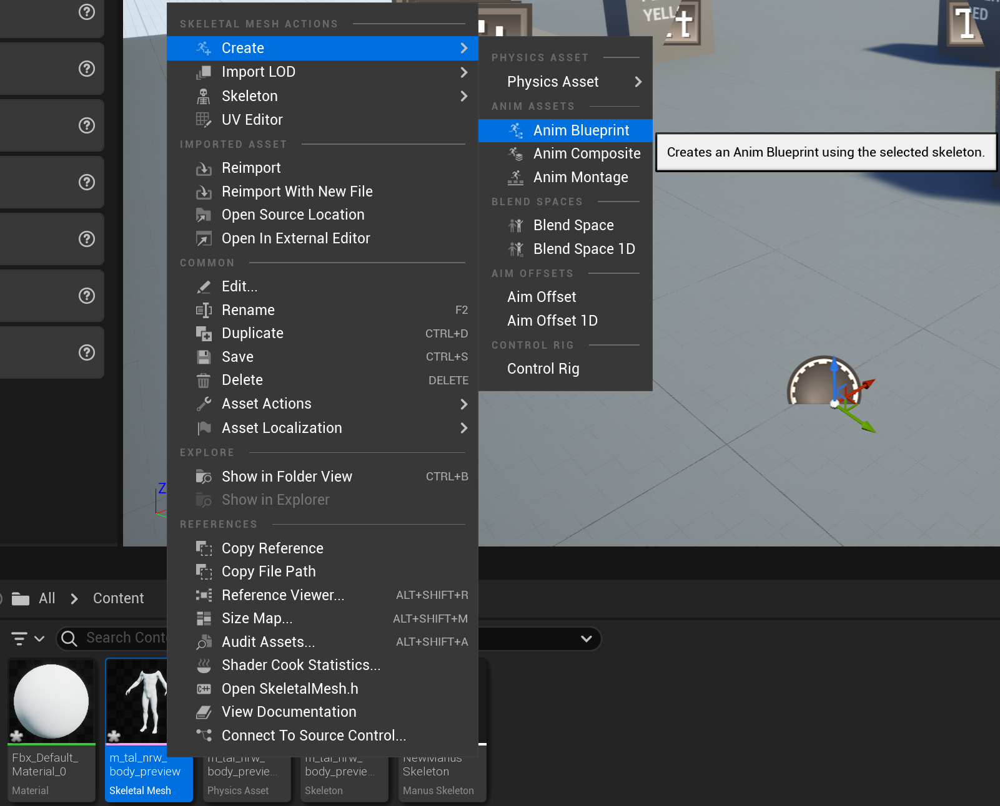 SKELETAL MESH ACTIONS
Create
Import LOD
Skeleton
UV Editor
IMPORTED ASSET
Reimport
Reimport With New File
Open Source Location
Open In External Editor
COMMON
Edit...
Rename F2
Duplicate CTRL+D
Save CTRL+S
Delete DELETE
Asset Actions
Asset Localization
EXPLORE
Show in Folder View CTRL+B
Show in Explorer
REFERENCES
Copy Reference
Copy File Path
Reference Viewer... ALT+SHIFT+R
Size Map... ALT+SHIFT+M
Audit Assets... ALT+SHIFT+A
Shader Cook Statistics...
Open SkeletalMesh.h
View Documentation
Connect To Source Control...
PHYSICS ASSET
Physics Asset
ANIM ASSETS
Anim Blueprint
Anim Composite
Anim Montage
BLEND SPACES
Blend Space
Blend Space 1D
AIM OFFSETS
Aim Offset
Aim Offset 1D
CONTROL RIG
Control Rig
Creates an Anim Blueprint using the selected skeleton.
YELL
ED
Z
All > Content
Search Cont
Fbx_Default_
Material_0
Material
m_tal_nrw_
body_preview
Skeletal Mesh
m_tal_nrw_
body_previe...
Physics Asset
m_tal_nrw_
body_previe...
Skeleton
NewManus
Skeleton
Manus Skeleton